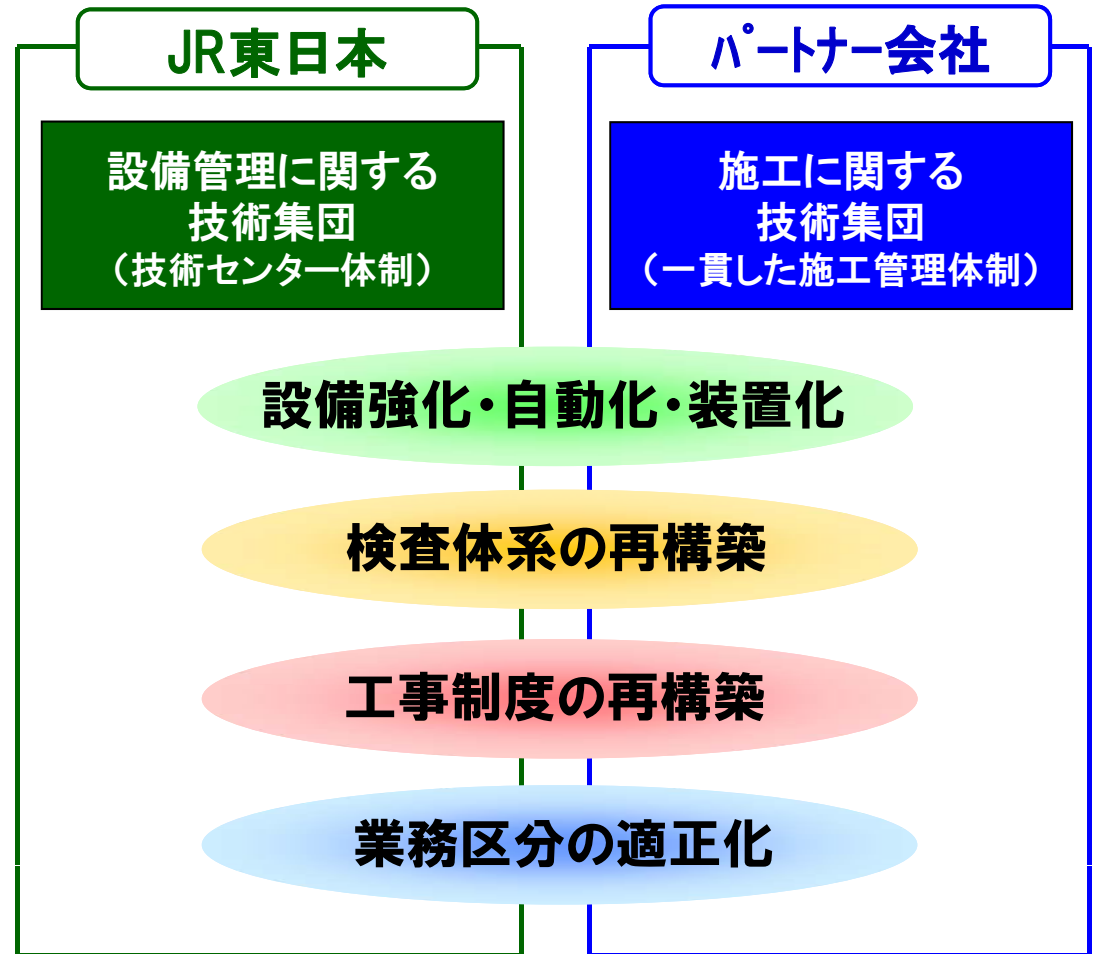 JR東日本
パートナー会社
設備管理に関する
技術集団
（技術センター体制）
施工に関する
技術集団
（一貫した施工管理体制）
設備強化・自動化・装置化
検査体系の再構築
工事制度の再構築
業務区分の適正化